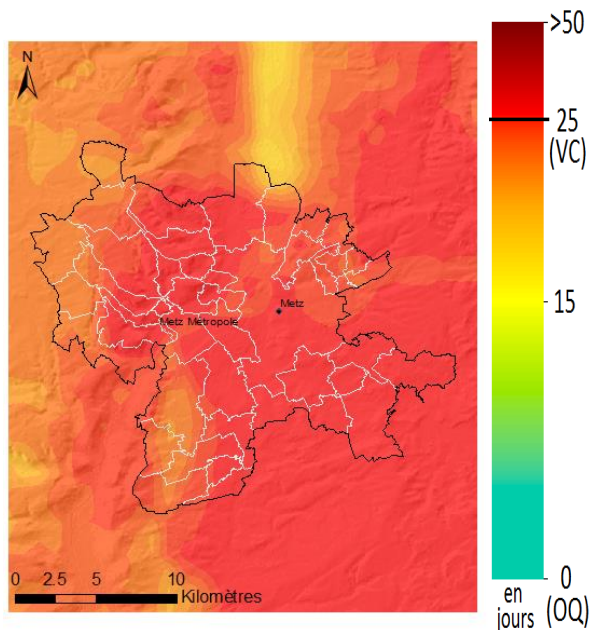 N
Metz
Metz Metropole
0 2.5 5 10
Kilomètres
>50
25
(VC)
15
0
(OQ)
en
jours